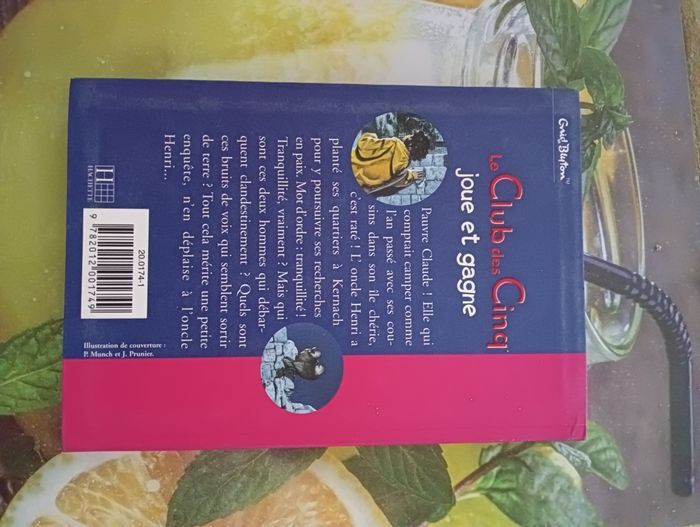 Enid Blyton™
Le Club des Cinq
joue et gagne
Pauvre Claude ! Elle qui
comptait camper comme
l'an passé avec ses cou-
sins dans son île chérie,
c'est raté ! L'oncle Henri a
planté ses quartiers à Kernach
pour y poursuivre ses recherches
en paix. Mot d'ordre : tranquillité !
Tranquillité, vraiment ? Mais qui
sont ces deux hommes qui débar-
quent clandestinement ? Quels sont
ces bruits de voix qui semblent sortir
de terre ? Tout cela mérite une petite
enquête, n'en déplaise à l'oncle
Henri...
Illustration de couverture :
P. Munch et J. Prunier.
20.0174-1
9 782012 001749
H
HACHETTE